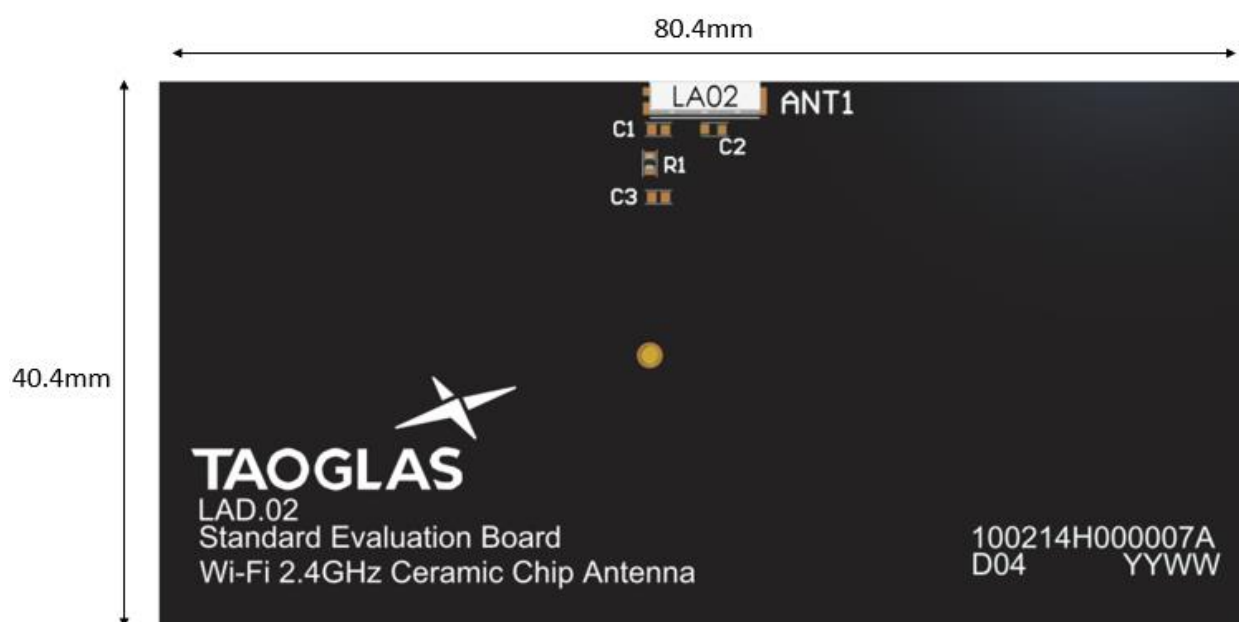 80.4mm
LA02
ANT1
C1
C2
R1
C3
40.4mm
TAOGLAS
LAD.02
Standard Evaluation Board
Wi-Fi 2.4GHz Ceramic Chip Antenna
100214H000007A
D04 YYWW